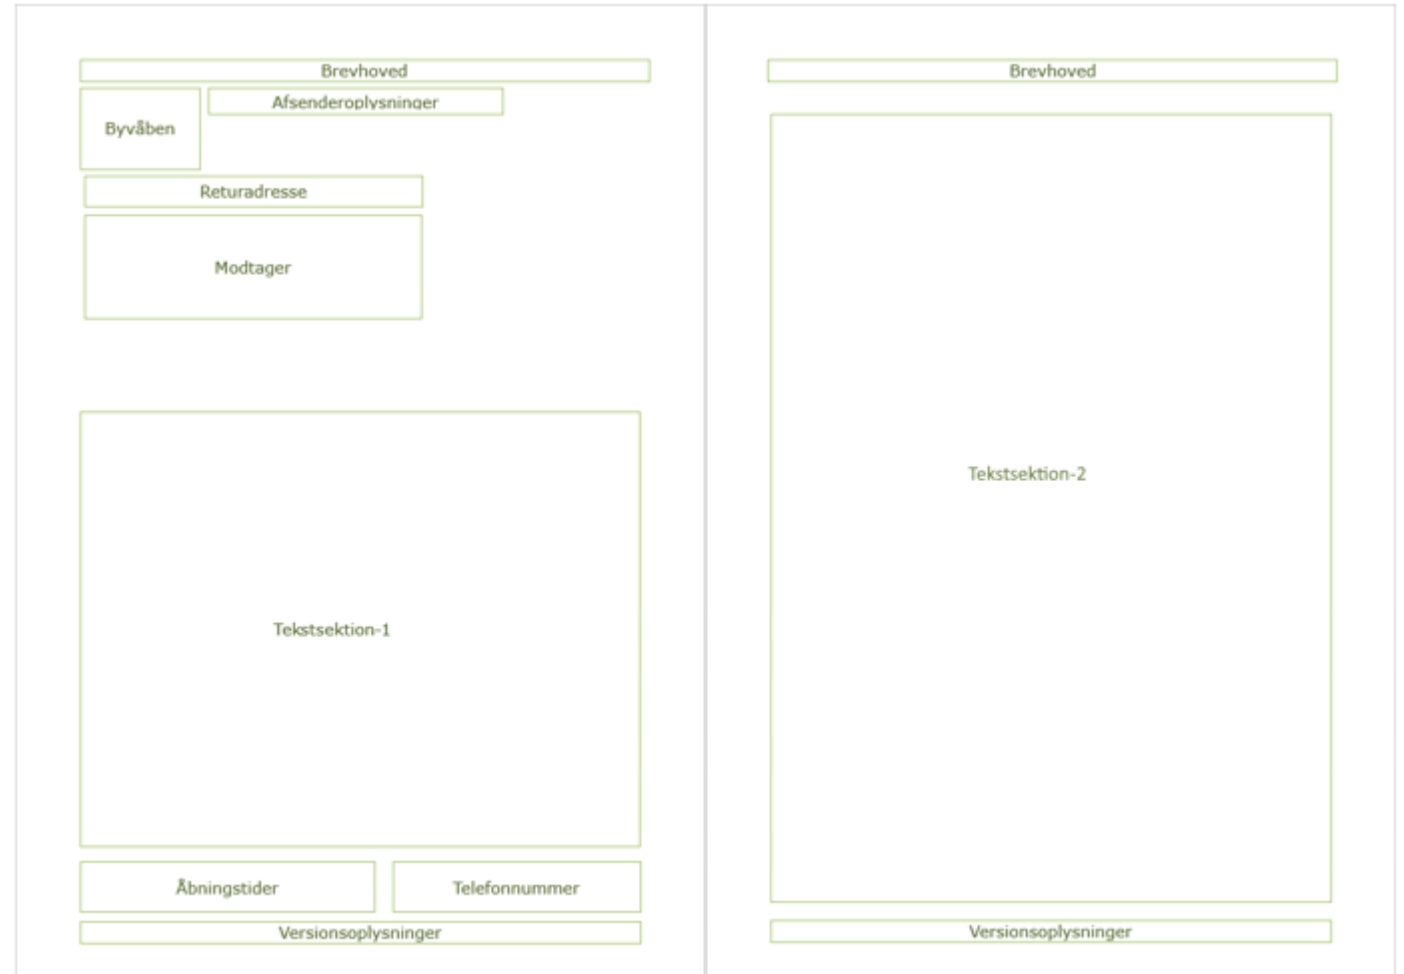 Brevhoved
Afsenderoplysninger
Byvåben
Returadresse
Modtager
Tekstsektion-1
Åbningstider
Telefonnummer
Versionsoplysninger
Brevhoved
Tekstsektion-2
Versionsoplysninger